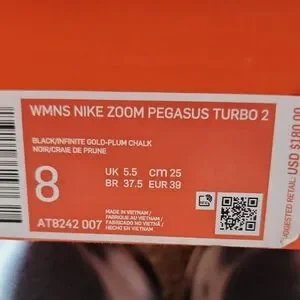 WMNS NIKE ZOOM PEGASUS TURBO 2
BLACK/INFINITE GOLD-PLUM CHALK
NOIR/CRAIE DE PRUNE
8
UK 5.5 cm 25
BR 37.5 EUR 39
AT8242 007
MADE IN VIETNAM /
FABRIQUE AU VIETNAM /
FABRICADO NO VIETNÃ /
HECHO EN VIETNAM
SUGGESTED RETAIL: USD $180.00